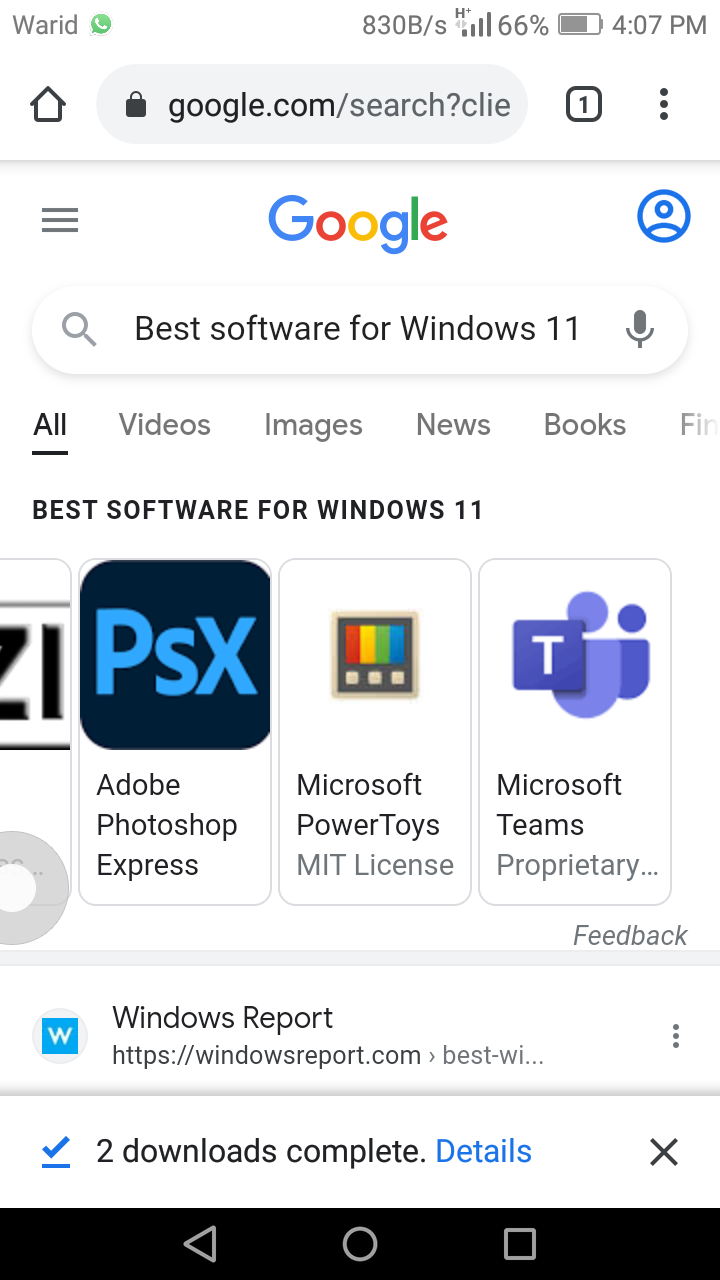 Warid 830B/s H+ 66% 4:07 PM
google.com/search?clie 1
Google
Best software for Windows 11
All Videos Images News Books Fin
BEST SOFTWARE FOR WINDOWS 11
ZI PsX T
Adobe Photoshop Express
Microsoft PowerToys
MIT License
Microsoft Teams
Proprietary...
Feedback
W Windows Report
https://windowsreport.com › best-wi...
2 downloads complete. Details